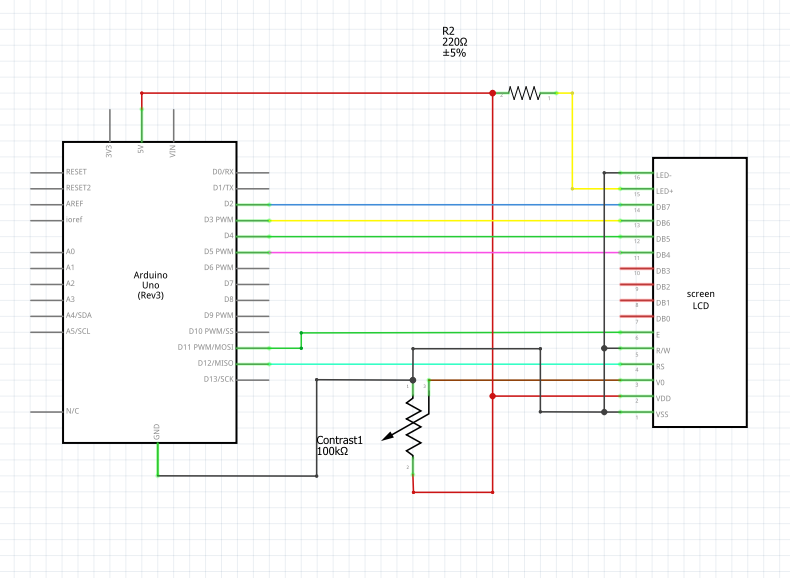 R2
220Ω
±5%
3V3
5V
VIN
RESET
RESET2
AREF
ioref
A0
A1
A2
A3
A4/SDA
A5/SCL
N/C
Arduino
Uno
(Rev3)
D0/RX
D1/TX
D2
D3 PWM
D4
D5 PWM
D6 PWM
D7
D8
D9 PWM
D10 PWM/SS
D11 PWM/MOSI
D12/MISO
D13/SCK
GND
Contrast1
100kΩ
1
3
2
1
16
15
14
13
12
11
10
9
8
7
6
5
4
3
2
1
LED-
LED+
DB7
DB6
DB5
DB4
DB3
DB2
DB1
DB0
E
R/W
RS
V0
VDD
VSS
screen
LCD